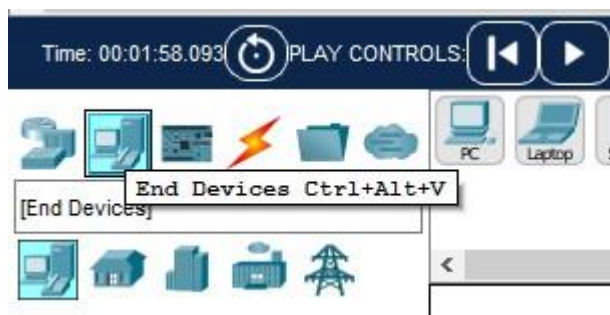 Time: 00:01:58.093 PLAY CONTROLS:
PC Laptop
End Devices Ctrl+Alt+V
[End Devices]